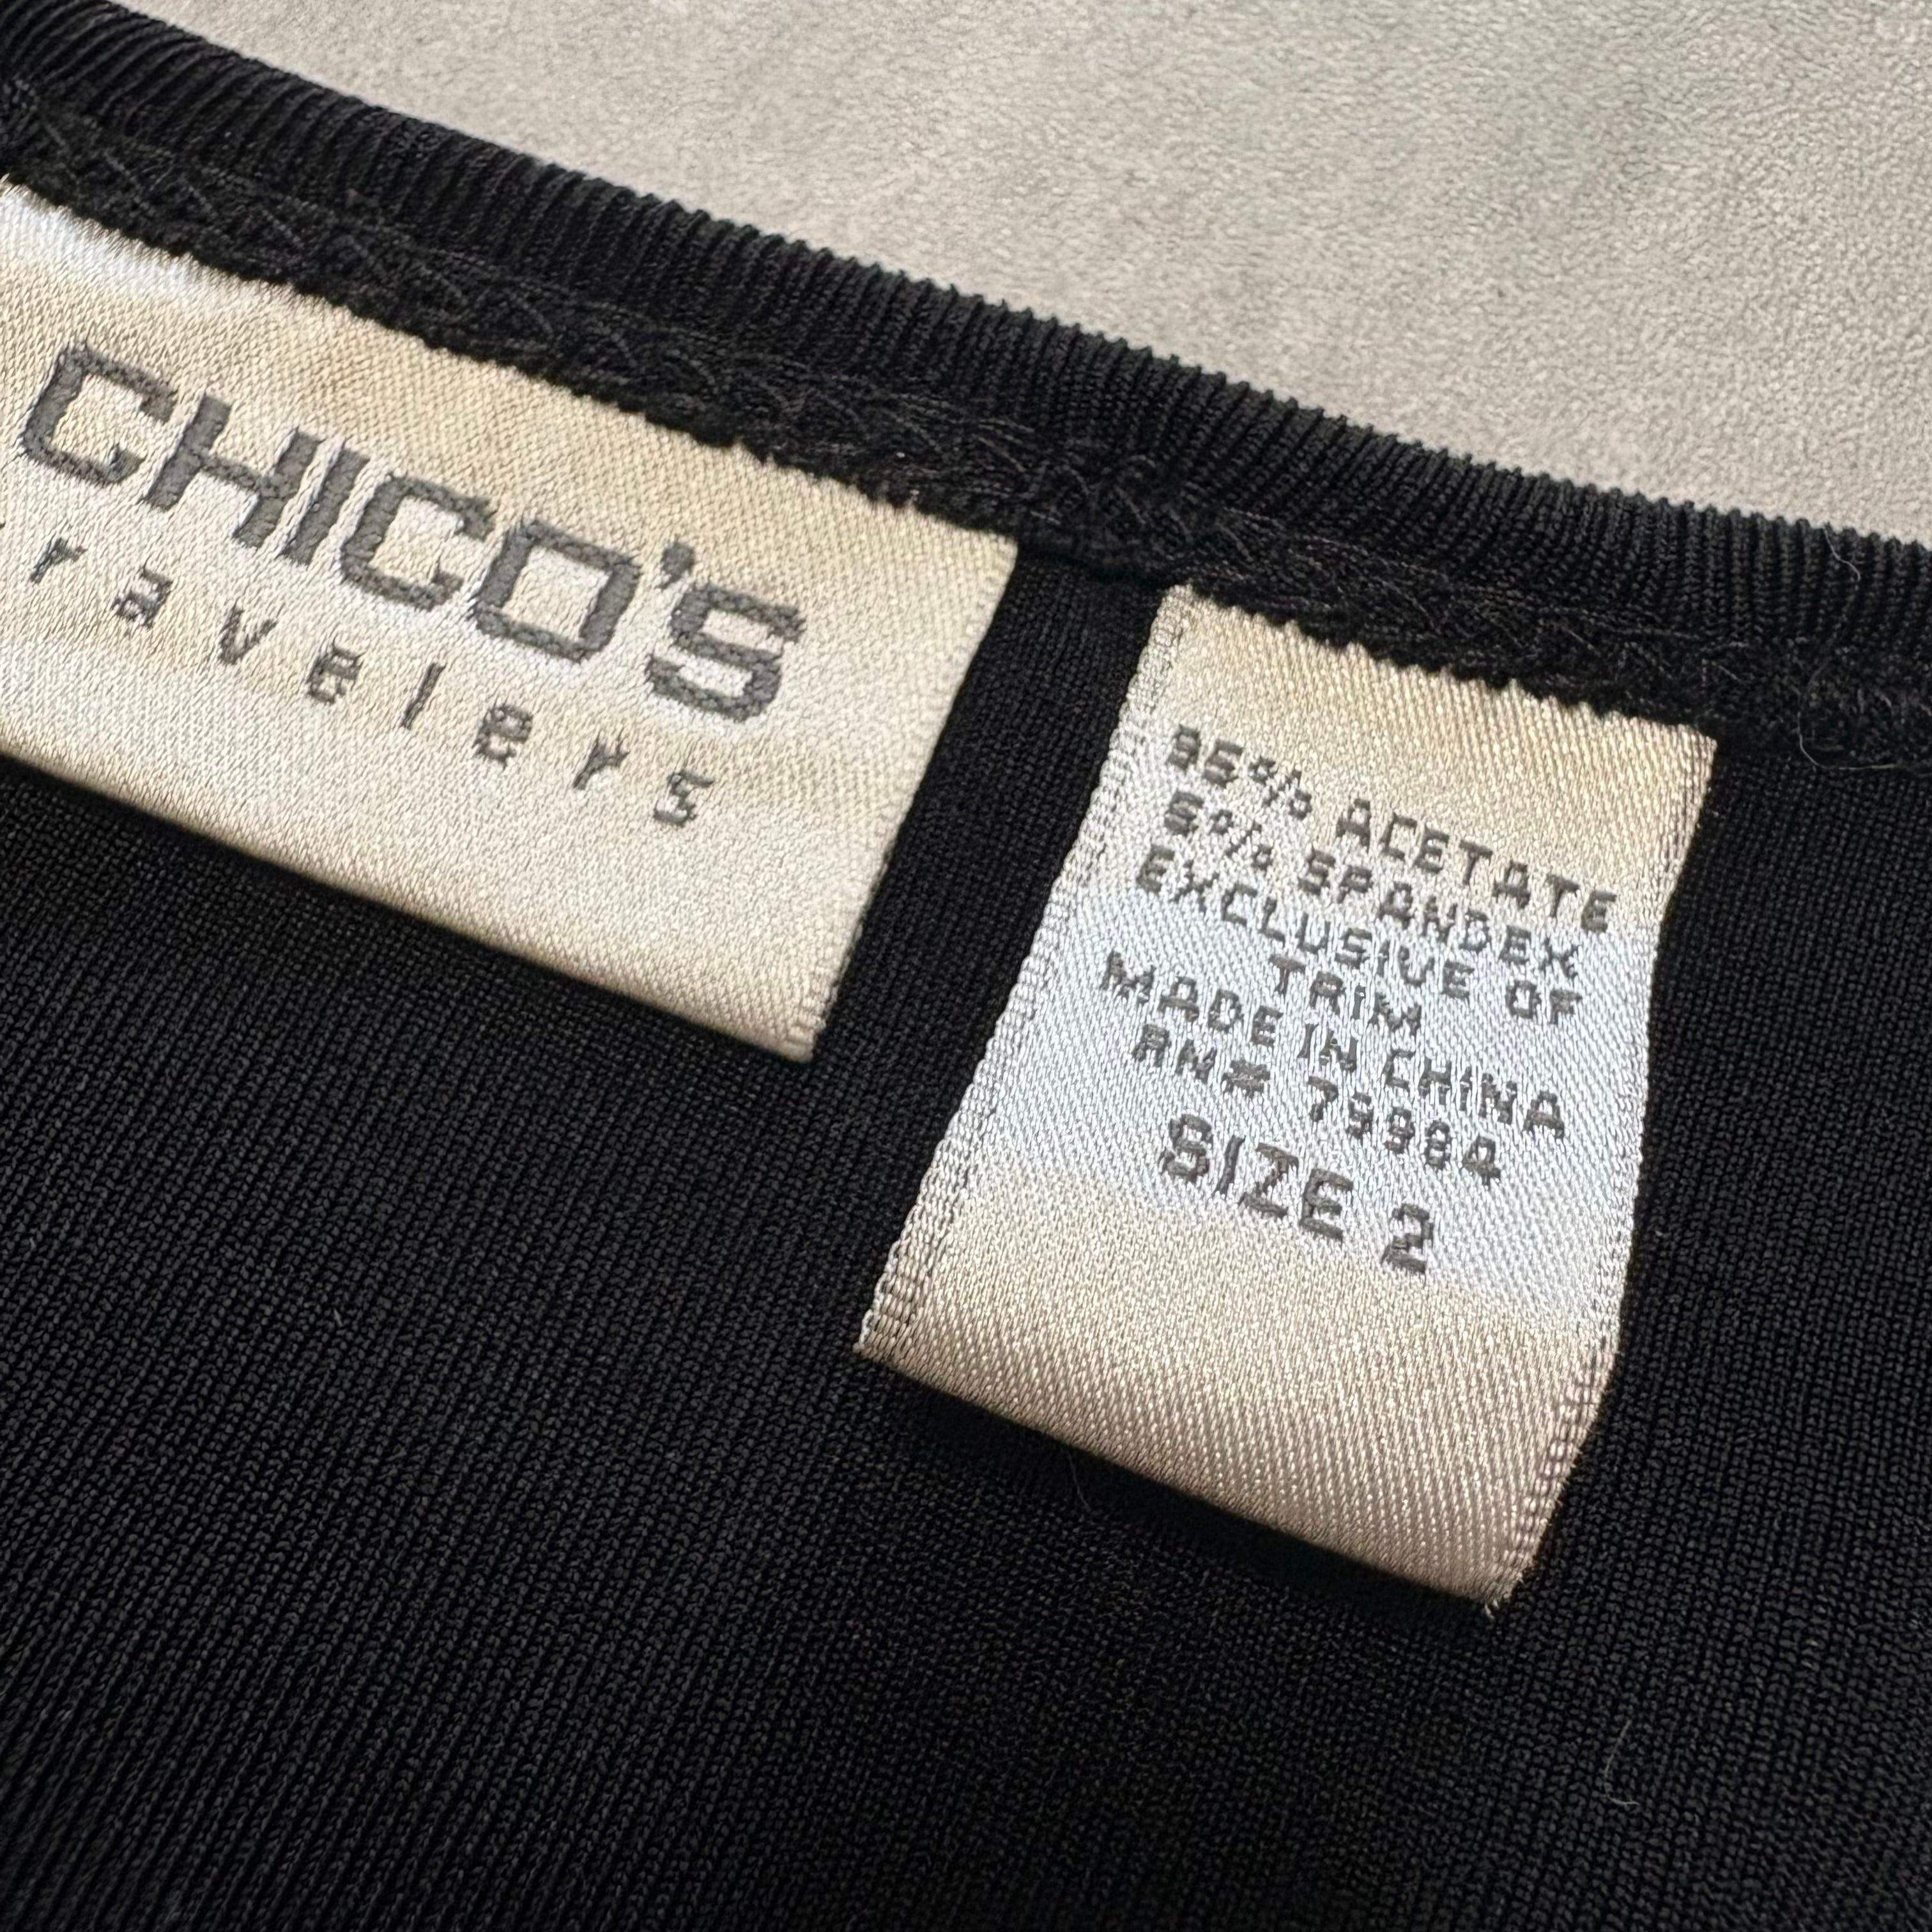 CHICO'S
ravelers
95% ACETATE
5% SPANDEX
EXCLUSIVE OF
TRIM
MADE IN CHINA
RN# 79984
SIZE 2